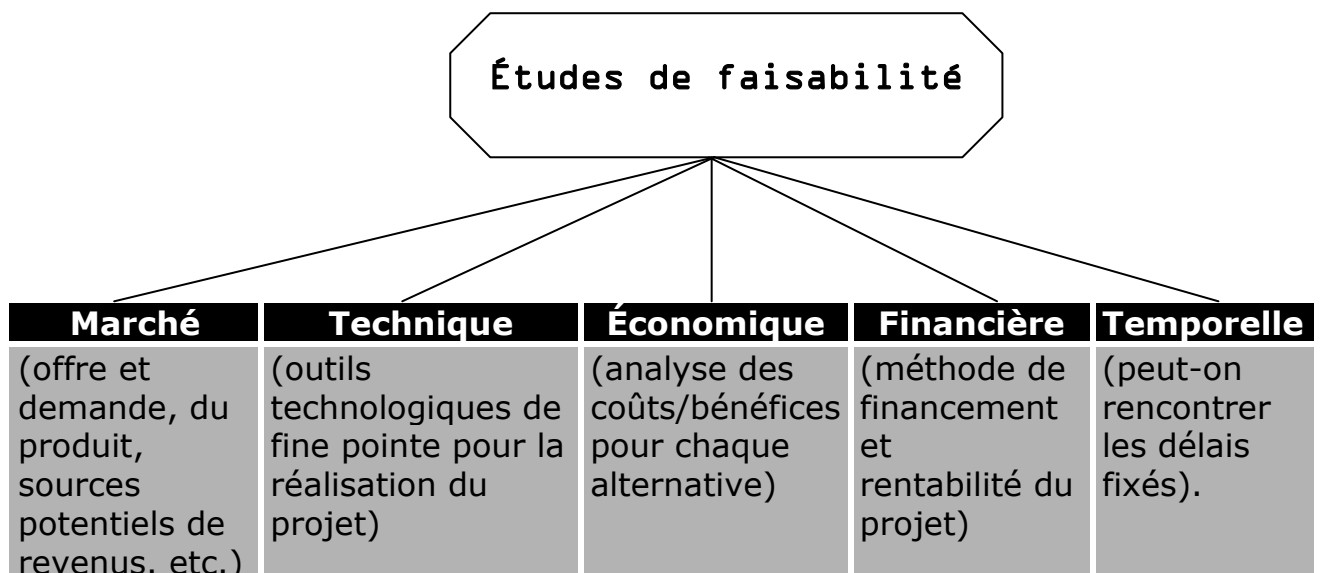 Études de faisabilité
Marché
(offre et
demande, du
produit,
sources
potentiels de
revenus, etc.)
Technique
(outils
technologiques de
fine pointe pour la
réalisation du
projet)
Économique
(analyse des
coûts/bénéfices
pour chaque
alternative)
Financière
(méthode de
financement
et
rentabilité du
projet)
Temporelle
(peut-on
rencontrer
les délais
fixés).